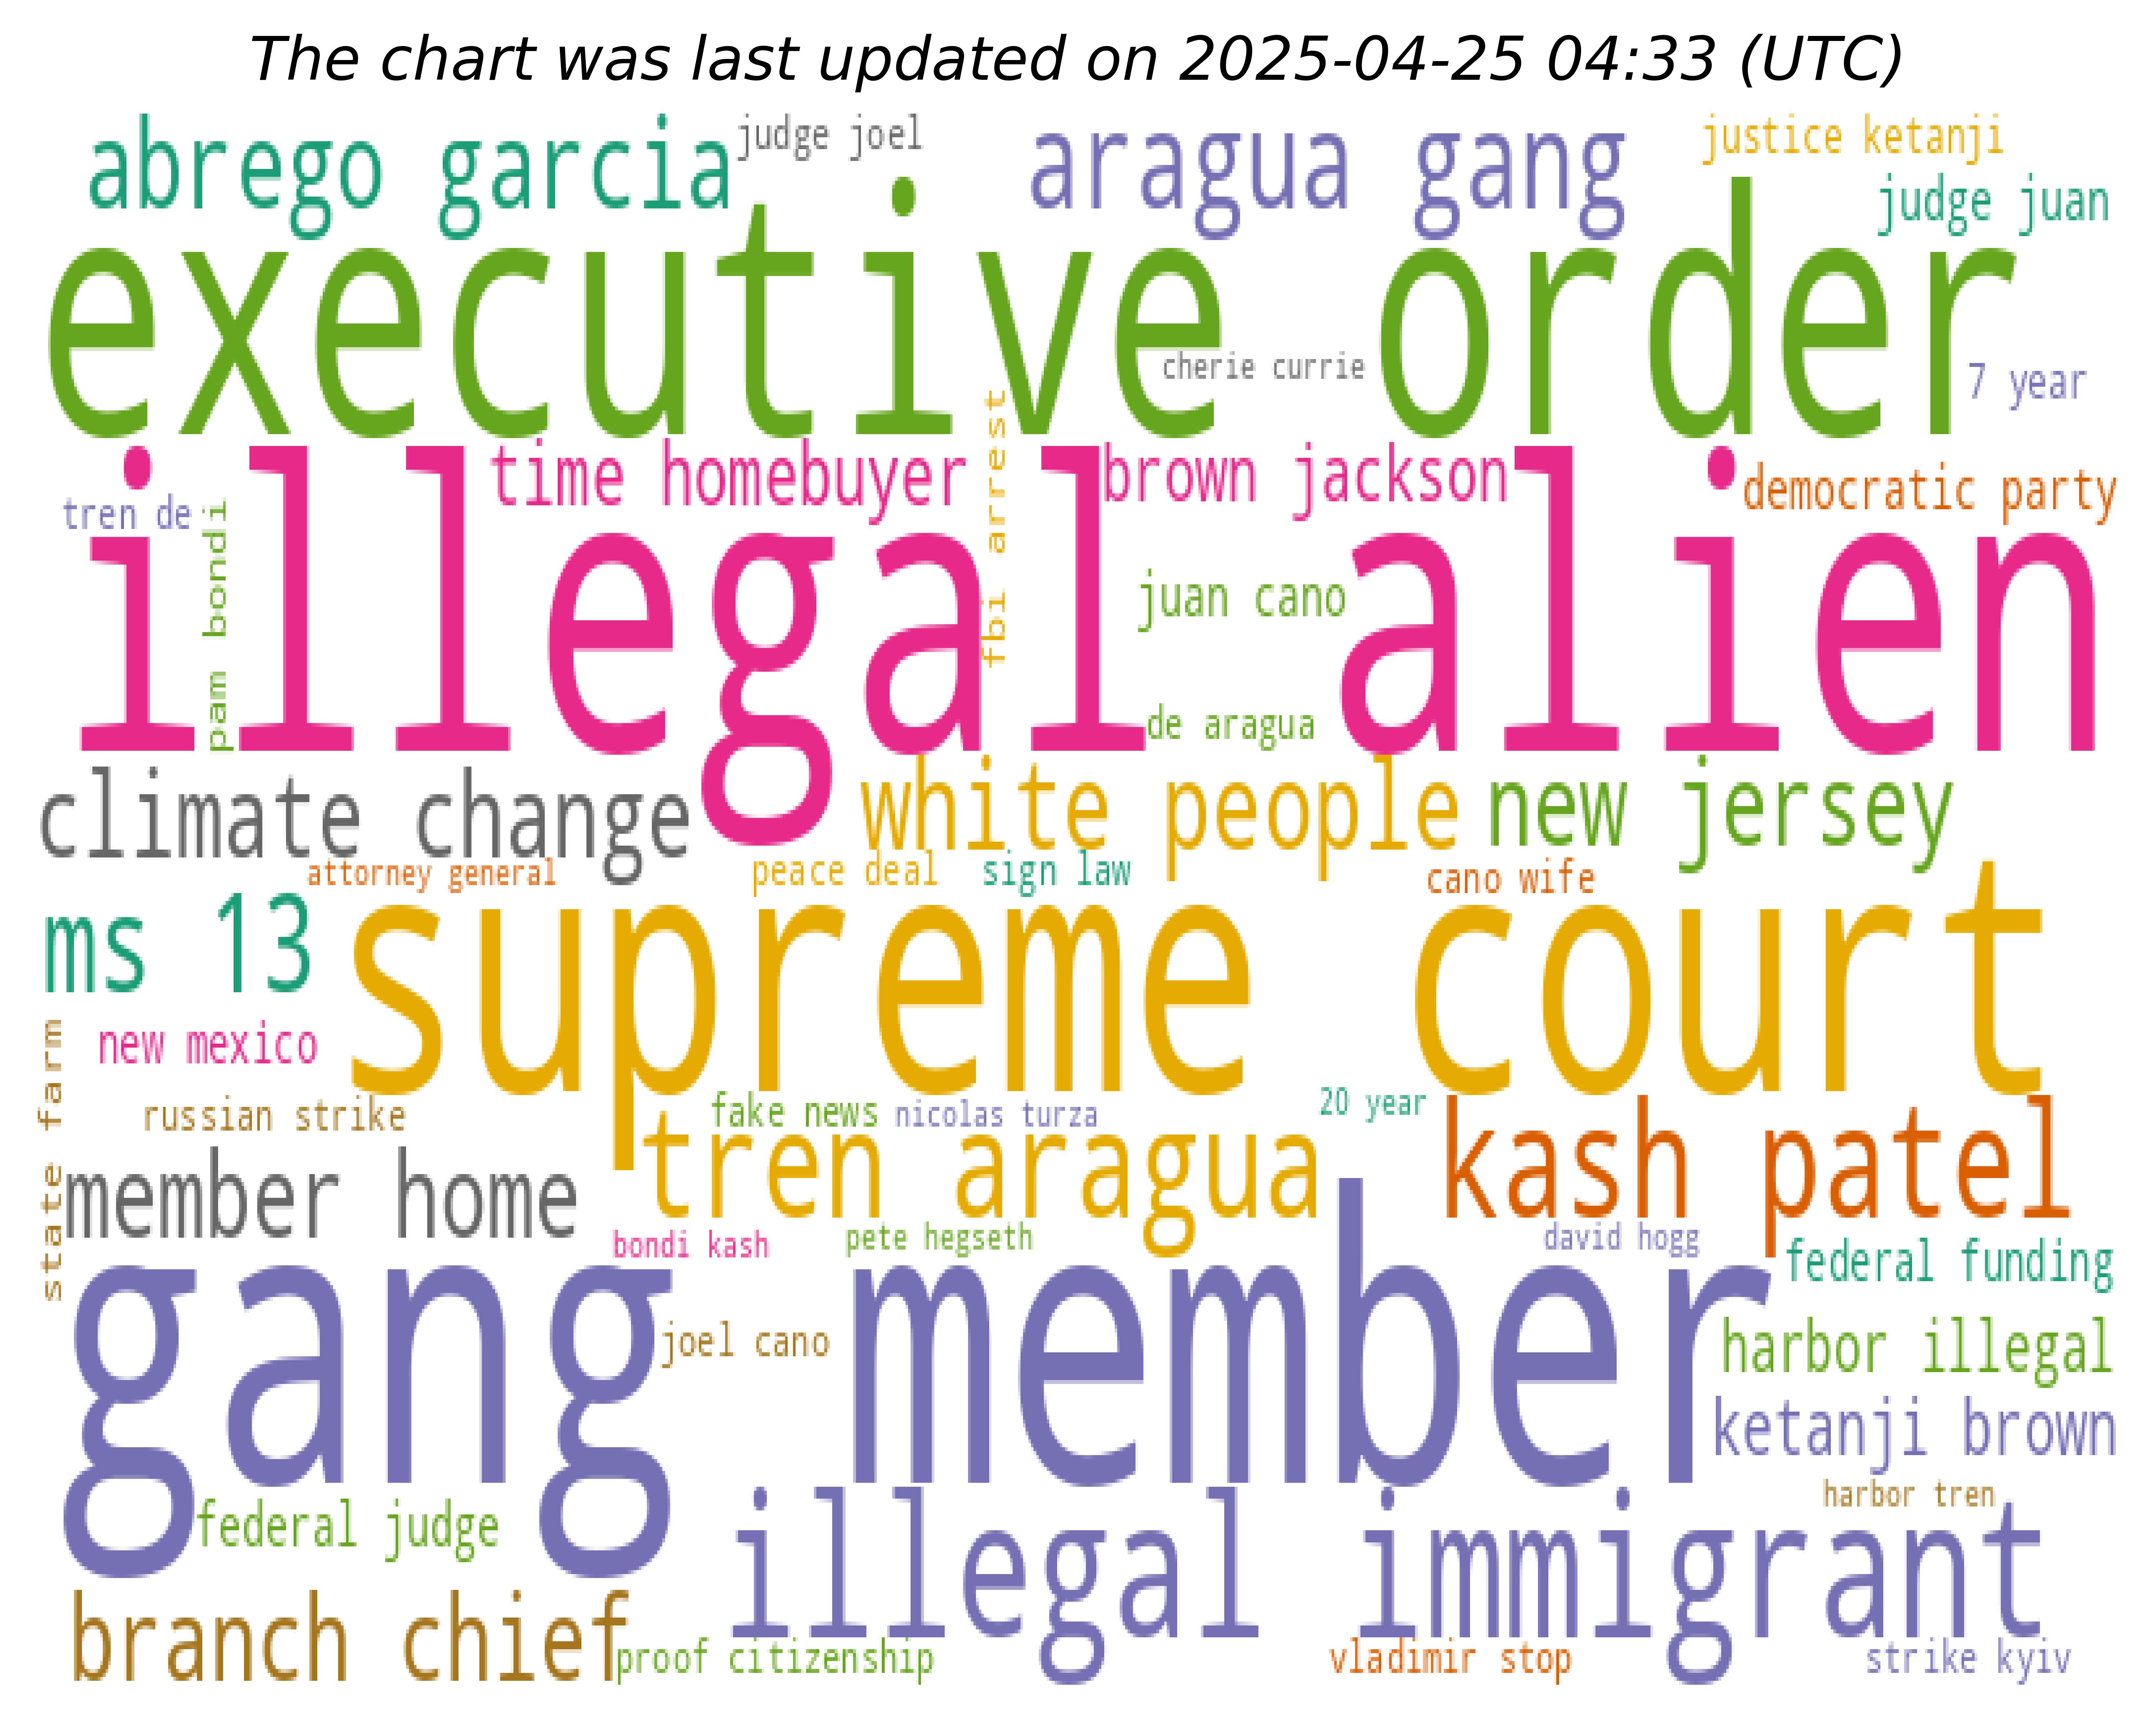 The chart was last updated on 2025-04-25 04:33 (UTC)
abrego garcia
judge joel
aragua gang
justice ketanji
judge juan
executive order
cherie currie
7 year
time homebuyer
fbi arrest
brown jackson
democratic party
tren de
pam bondi
illegal alien
juan cano
de aragua
climate change
white people
new jersey
attorney general
peace deal
sign law
cano wife
ms 13
supreme court
new mexico
state farm
russian strike
fake news
nicolas turza
20 year
member home
tren aragua
kash patel
bondi kash
pete hegseth
david hogg
federal funding
gang member
joel cano
harbor illegal
ketanji brown
harbor tren
federal judge
illegal immigrant
branch chief
proof citizenship
vladimir stop
strike kyiv